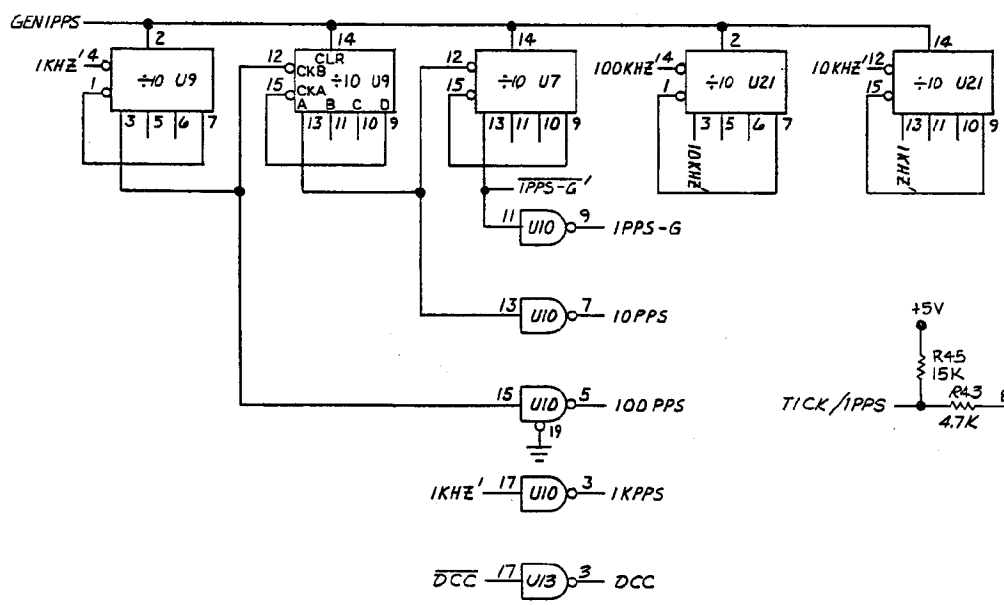 GEN1PPS
2
14
14
2
14
1KHZ' 4
1
÷10 U9
3 5 6 7
12
15
CLR
CKB ÷10 U9
CKA
A B C D
13 11 10 9
12
15
÷10 U7
13 11 10 9
100KHZ' 4
1
÷10 U21
3 5 6 7
10KHZ'
10KHZ' 12
15
÷10 U21
13 11 10 9
1KHZ'
1PPS-G'
11 U10 9 1PPS-G
13 U10 7 10PPS
15 U10 5 100PPS
19
1KHZ' 17 U10 3 1KPPS
DCC 17 U13 3 DCC
+5V
R45
15K
TICK/1PPS
R43
4.7K